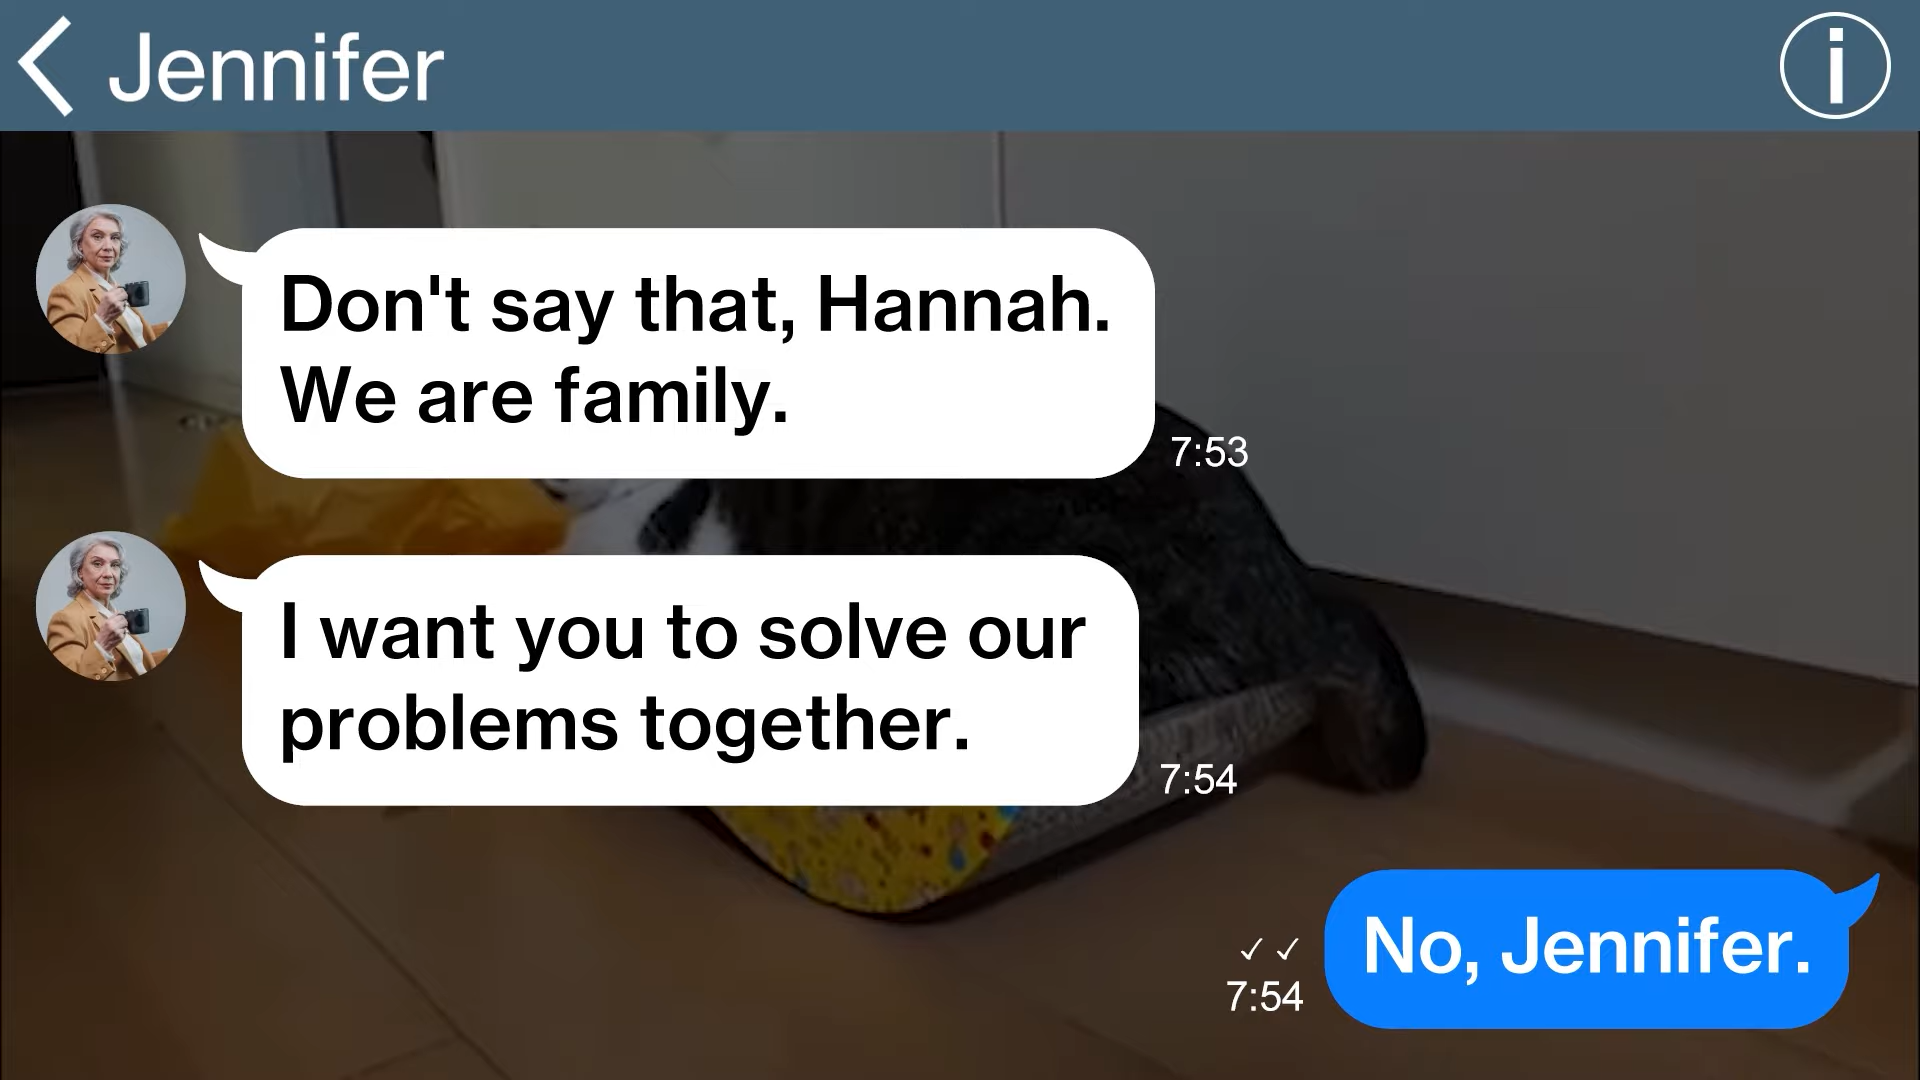 Jennifer
Don't say that, Hannah.
We are family.
7:53
I want you to solve our
problems together.
7:54
No, Jennifer.
✓ ✓
7:54